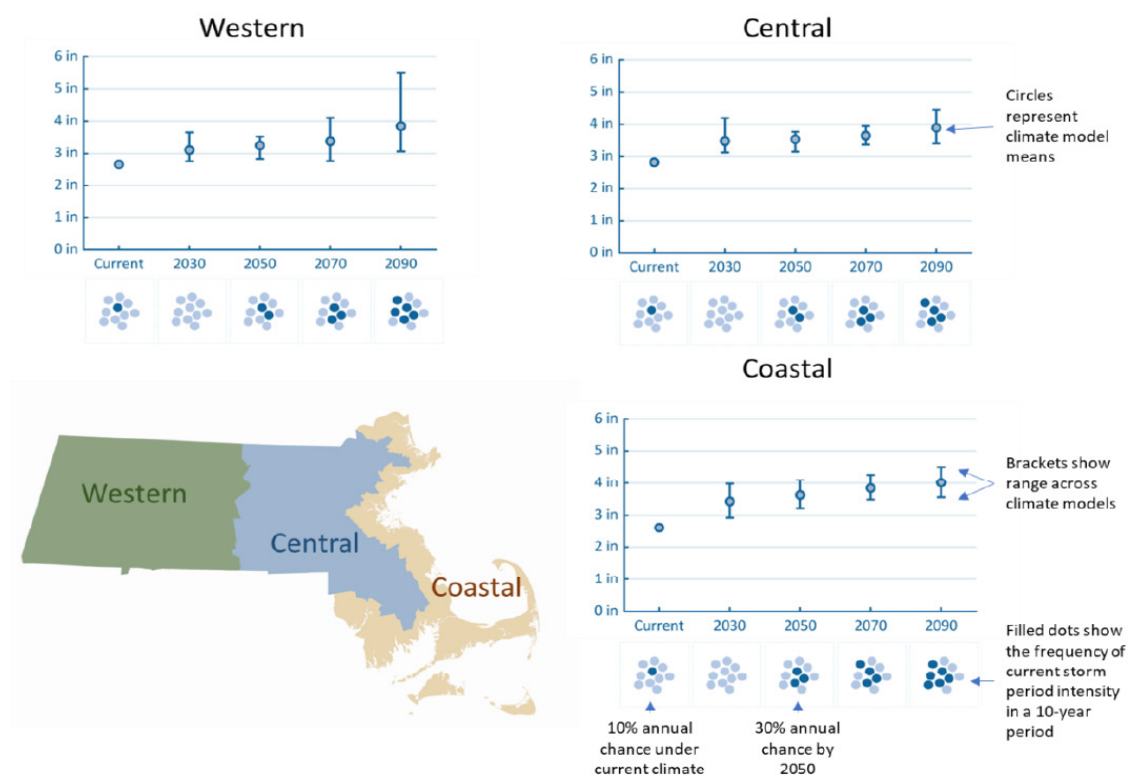 Western
6 in
5 in
4 in
3 in
2 in
1 in
0 in
Current 2030 2050 2070 2090
Central
6 in
5 in
4 in
3 in
2 in
1 in
0 in
Current 2030 2050 2070 2090
Circles
represent
climate model
means
Western
Central
Coastal
Coastal
6 in
5 in
4 in
3 in
2 in
1 in
0 in
Current 2030 2050 2070 2090
Brackets show
range across
climate models
Filled dots show
the frequency of
current storm
period intensity
in a 10-year
period
10% annual
chance under
current climate
30% annual
chance by
2050